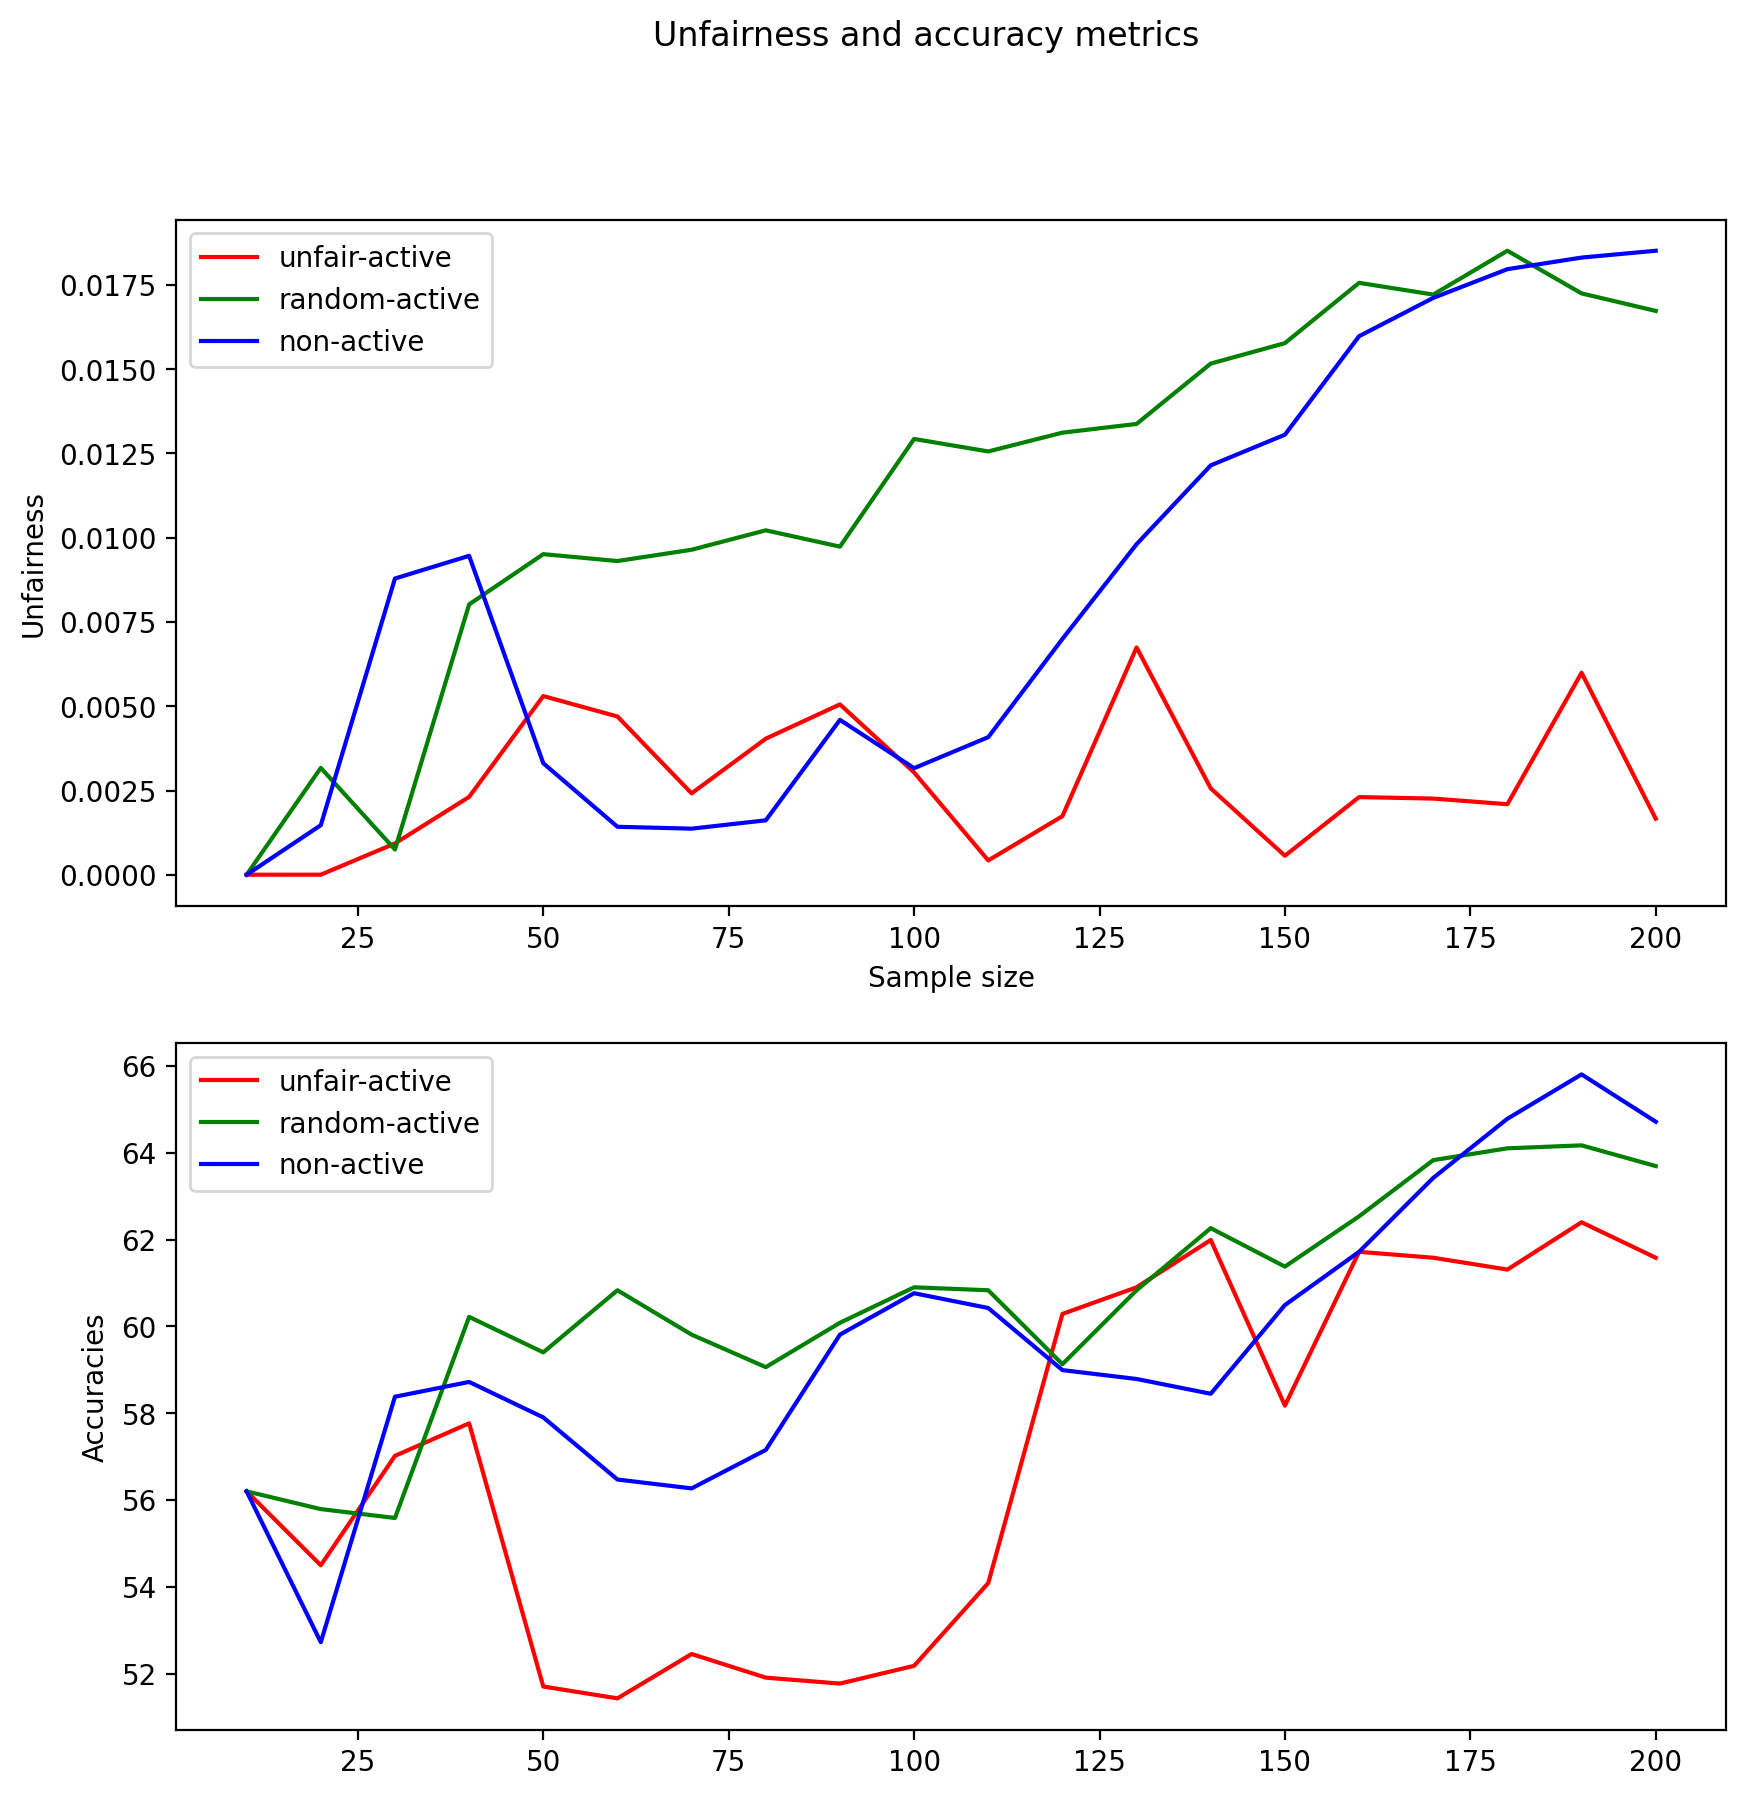 Unfairness and accuracy metrics
unfair-active
random-active
non-active
0.0175
0.0150
0.0125
0.0100
0.0075
0.0050
0.0025
0.0000
Unfairness
25 50 75 100 125 150 175 200
Sample size
unfair-active
random-active
non-active
66
64
62
60
58
56
54
52
Accuracies
25 50 75 100 125 150 175 200